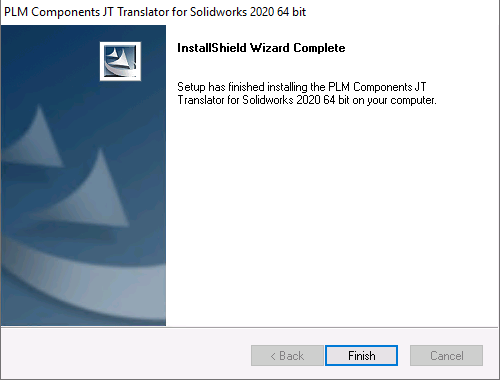 PLM Components JT Translator for Solidworks 2020 64 bit
InstallShield Wizard Complete
Setup has finished installing the PLM Components JT
Translator for Solidworks 2020 64 bit on your computer.
< Back
Finish
Cancel